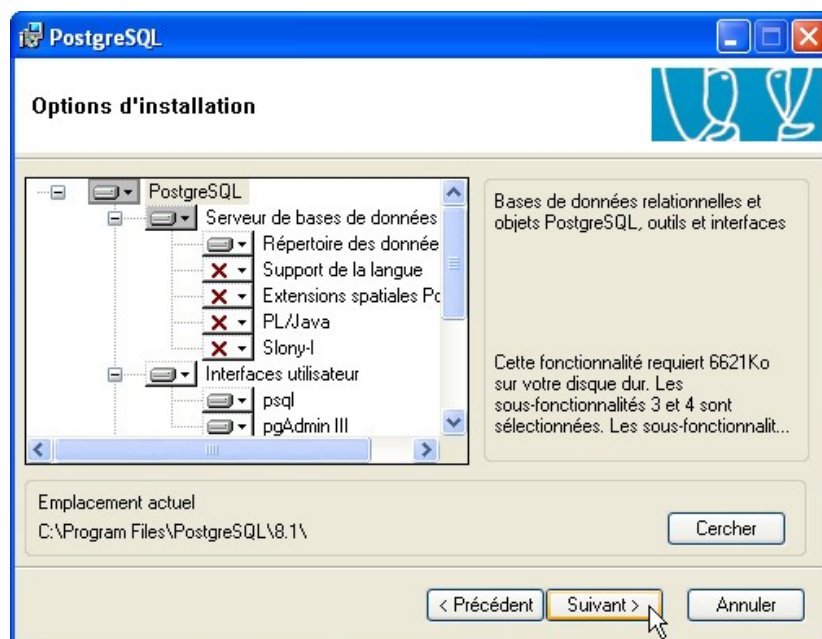 PostgreSQL
Options d'installation
PostgreSQL
Serveur de bases de données
Répertoire des donnée
Support de la langue
Extensions spatiales Pc
PL/Java
Slony-I
Interfaces utilisateur
psql
pgAdmin III
Bases de données relationnelles et
objets PostgreSQL, outils et interfaces
Cette fonctionnalité requiert 6621Ko
sur votre disque dur. Les
sous-fonctionnalités 3 et 4 sont
sélectionnées. Les sous-fonctionnalit...
Emplacement actuel
C:\Program Files\PostgreSQL\8.1\
Cercher
< Précédent
Suivant >
Annuler